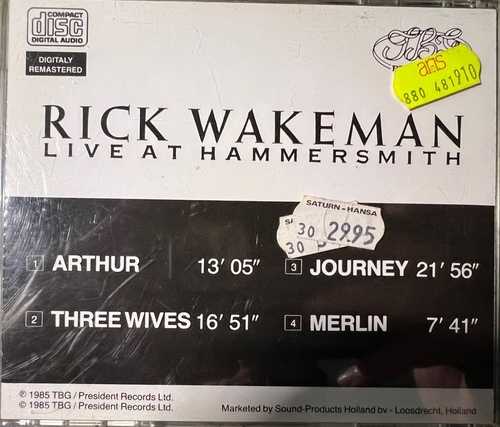 COMPACT
disc
DIGITAL AUDIO
DIGITALLY
REMASTERED
ans
880 481910
RICK WAKEMAN
LIVE AT HAMMERSMITH
SATURN-HANSA
30 29.95
30
1 ARTHUR 13' 05"
2 THREE WIVES 16' 51"
3 JOURNEY 21' 56"
4 MERLIN 7' 41"
℗ 1985 TBG / President Records Ltd.
© 1985 TBG / President Records Ltd.
Marketed by Sound-Products Holland bv - Loosdrecht, Holland